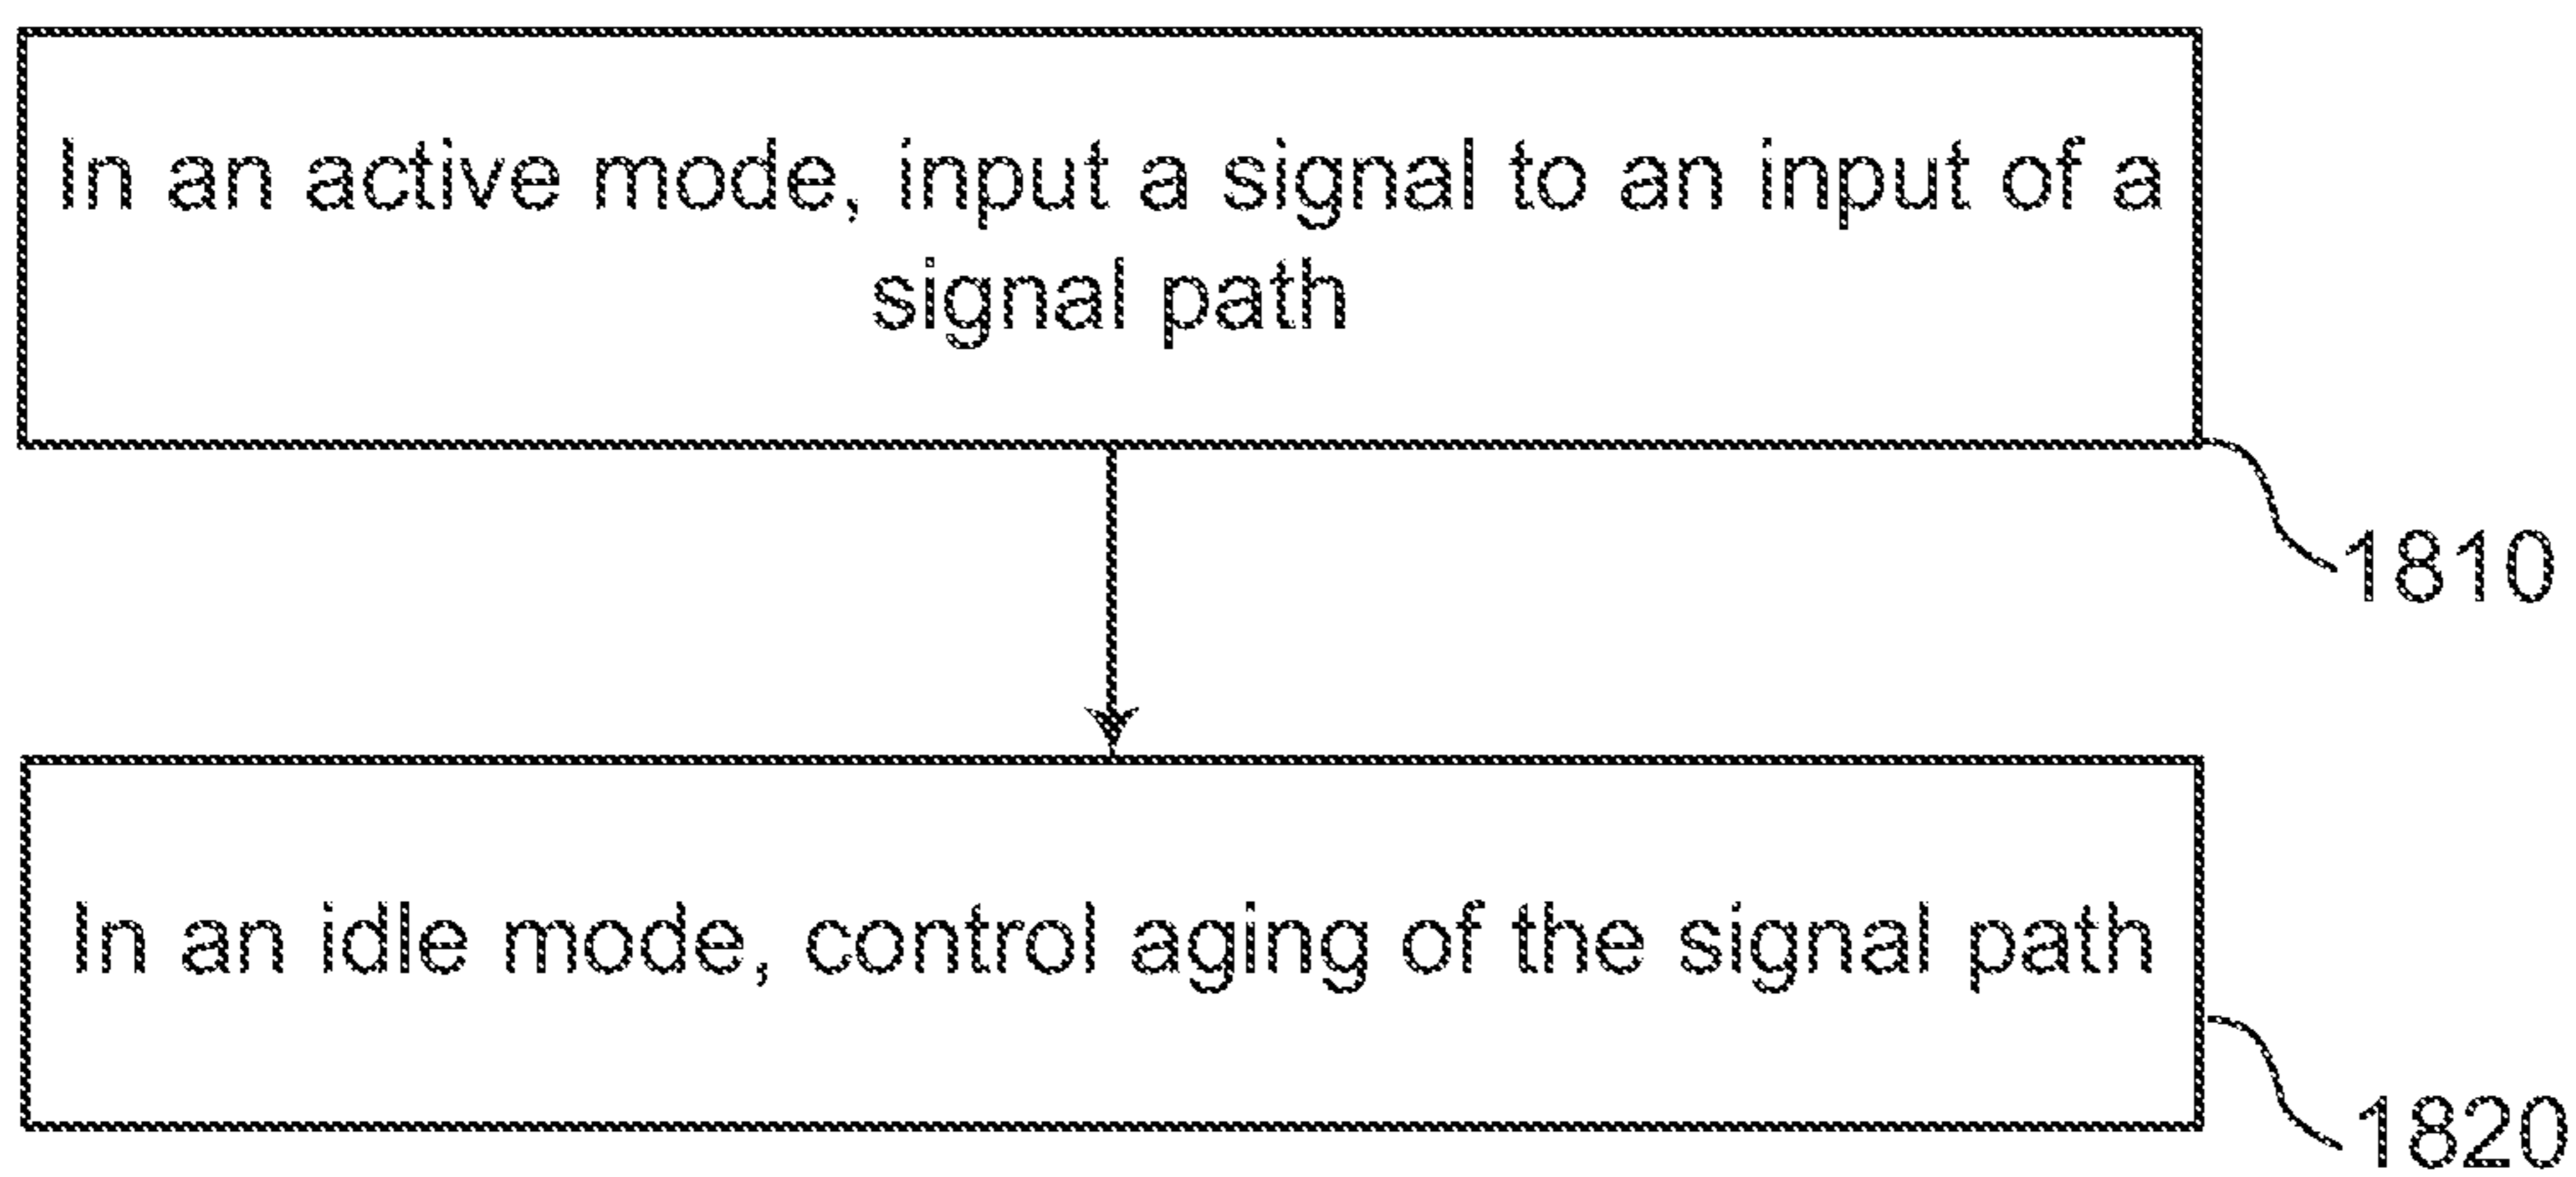 In an active mode, input a signal to an input of a
signal path
1810
In an idle mode, control aging of the signal path
1820